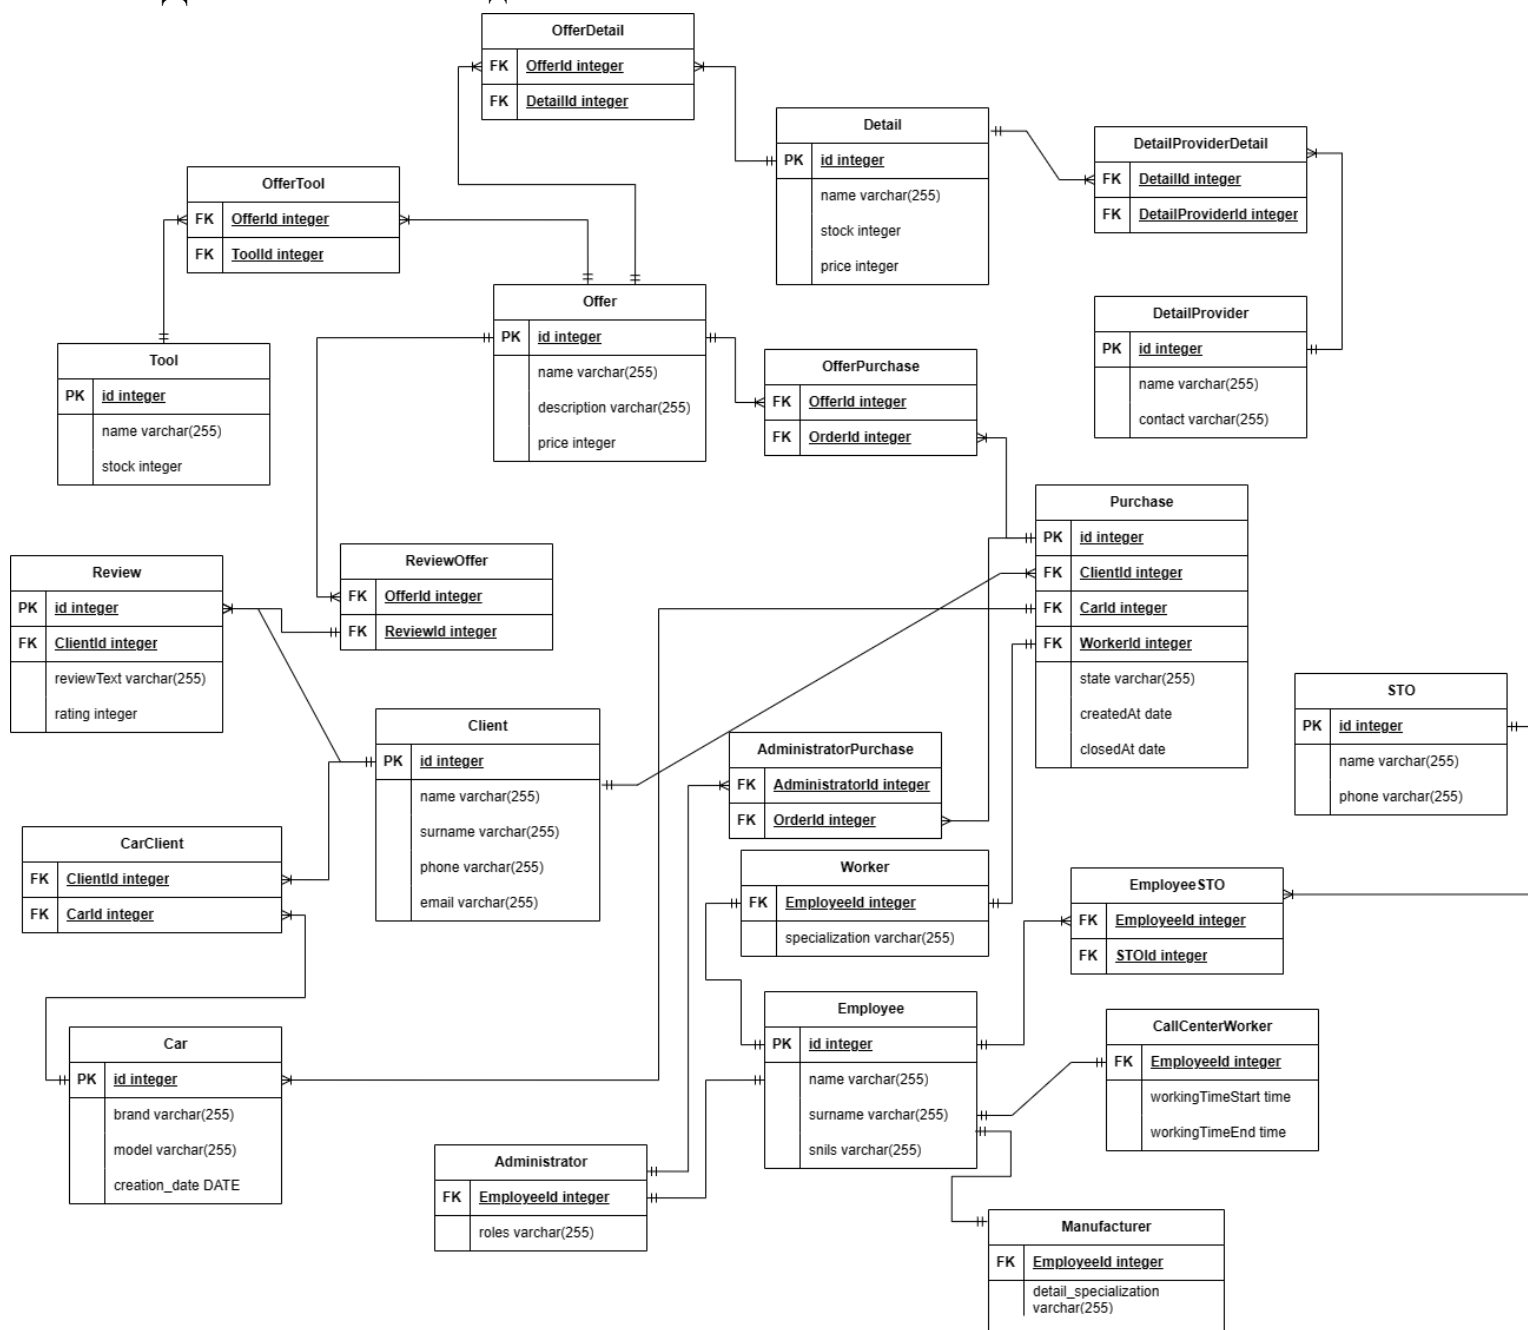 OfferDetail
FK OfferId integer
FK DetailId integer
Detail
PK id integer
name varchar(255)
stock integer
price integer
DetailProviderDetail
FK DetailId integer
FK DetailProviderId integer
OfferTool
FK OfferId integer
FK ToolId integer
Offer
PK id integer
name varchar(255)
description varchar(255)
price integer
DetailProvider
PK id integer
name varchar(255)
contact varchar(255)
Tool
PK id integer
name varchar(255)
stock integer
OfferPurchase
FK OfferId integer
FK OrderId integer
Purchase
PK id integer
FK ClientId integer
FK CarId integer
FK WorkerId integer
state varchar(255)
createdAt date
closedAt date
Review
PK id integer
FK ClientId integer
reviewText varchar(255)
rating integer
ReviewOffer
FK OfferId integer
FK ReviewId integer
STO
PK id integer
name varchar(255)
phone varchar(255)
Client
PK id integer
name varchar(255)
surname varchar(255)
phone varchar(255)
email varchar(255)
AdministratorPurchase
FK AdministratorId integer
FK OrderId integer
CarClient
FK ClientId integer
FK CarId integer
Worker
FK EmployeeId integer
specialization varchar(255)
EmployeeSTO
FK EmployeeId integer
FK STOId integer
Employee
PK id integer
name varchar(255)
surname varchar(255)
snils varchar(255)
CallCenterWorker
FK EmployeeId integer
workingTimeStart time
workingTimeEnd time
Car
PK id integer
brand varchar(255)
model varchar(255)
creation_date DATE
Administrator
FK EmployeeId integer
roles varchar(255)
Manufacturer
FK EmployeeId integer
detail_specialization
varchar(255)